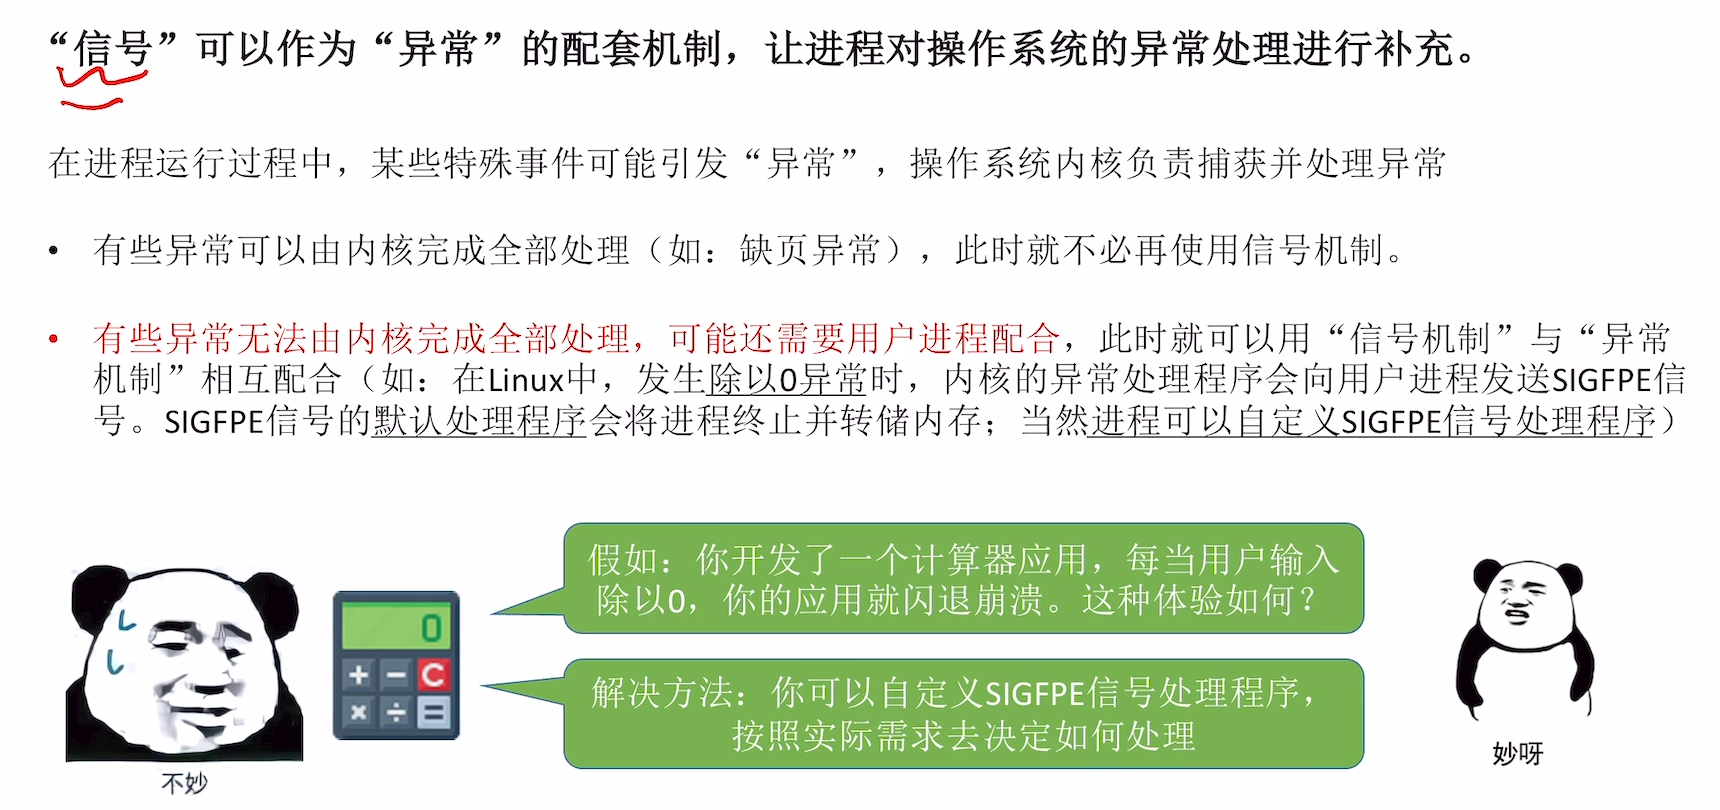 “信号”可以作为“异常”的配套机制，让进程对操作系统的异常处理进行补充。
在进程运行过程中，某些特殊事件可能引发“异常”，操作系统内核负责捕获并处理异常
• 有些异常可以由内核完成全部处理（如：缺页异常），此时就不必再使用信号机制。
• 有些异常无法由内核完成全部处理，可能还需要用户进程配合，此时就可以用“信号机制”与“异常
机制”相互配合（如：在Linux中，发生除以0异常时，内核的异常处理程序会向用户进程发送SIGFPE信
号。SIGFPE信号的默认处理程序会将进程终止并转储内存；当然进程可以自定义SIGFPE信号处理程序）
假如：你开发了一个计算器应用，每当用户输入
除以0，你的应用就闪退崩溃。这种体验如何？
0
+ − C
× ÷ =
解决方法：你可以自定义SIGFPE信号处理程序，
按照实际需求去决定如何处理
不妙
妙呀